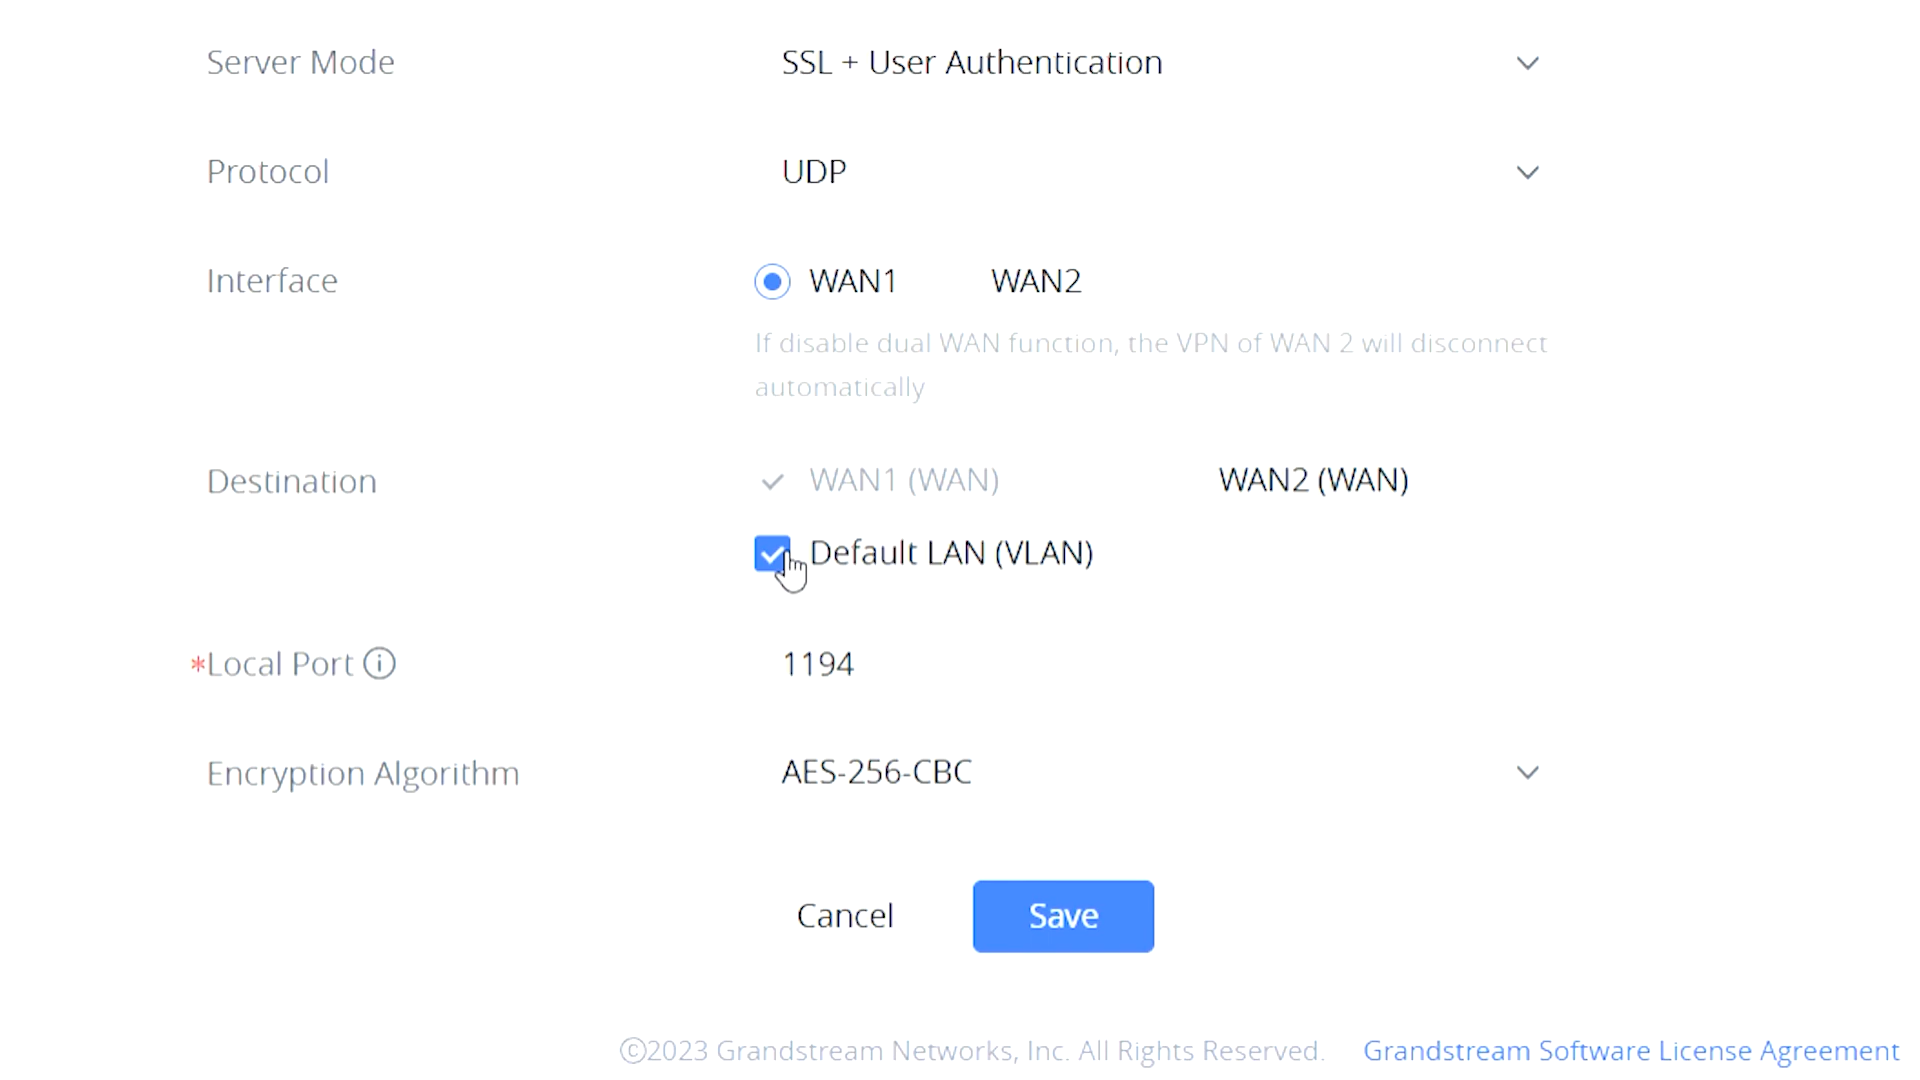 Server Mode SSL + User Authentication
Protocol UDP
Interface WAN1 WAN2
If disable dual WAN function, the VPN of WAN 2 will disconnect
automatically
Destination WAN1 (WAN) WAN2 (WAN)
Default LAN (VLAN)
*Local Port 1194
Encryption Algorithm AES-256-CBC
Cancel Save
©2023 Grandstream Networks, Inc. All Rights Reserved. Grandstream Software License Agreement